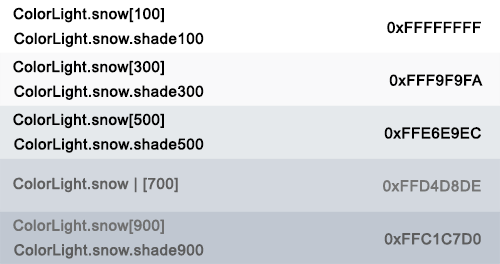 ColorLight.snow[100]
ColorLight.snow.shade100
0xFFFFFFFF
ColorLight.snow[300]
ColorLight.snow.shade300
0xFFF9F9FA
ColorLight.snow[500]
ColorLight.snow.shade500
0xFFE6E9EC
ColorLight.snow | [700]
0xFFD4D8DE
ColorLight.snow[900]
ColorLight.snow.shade900
0xFFC1C7D0